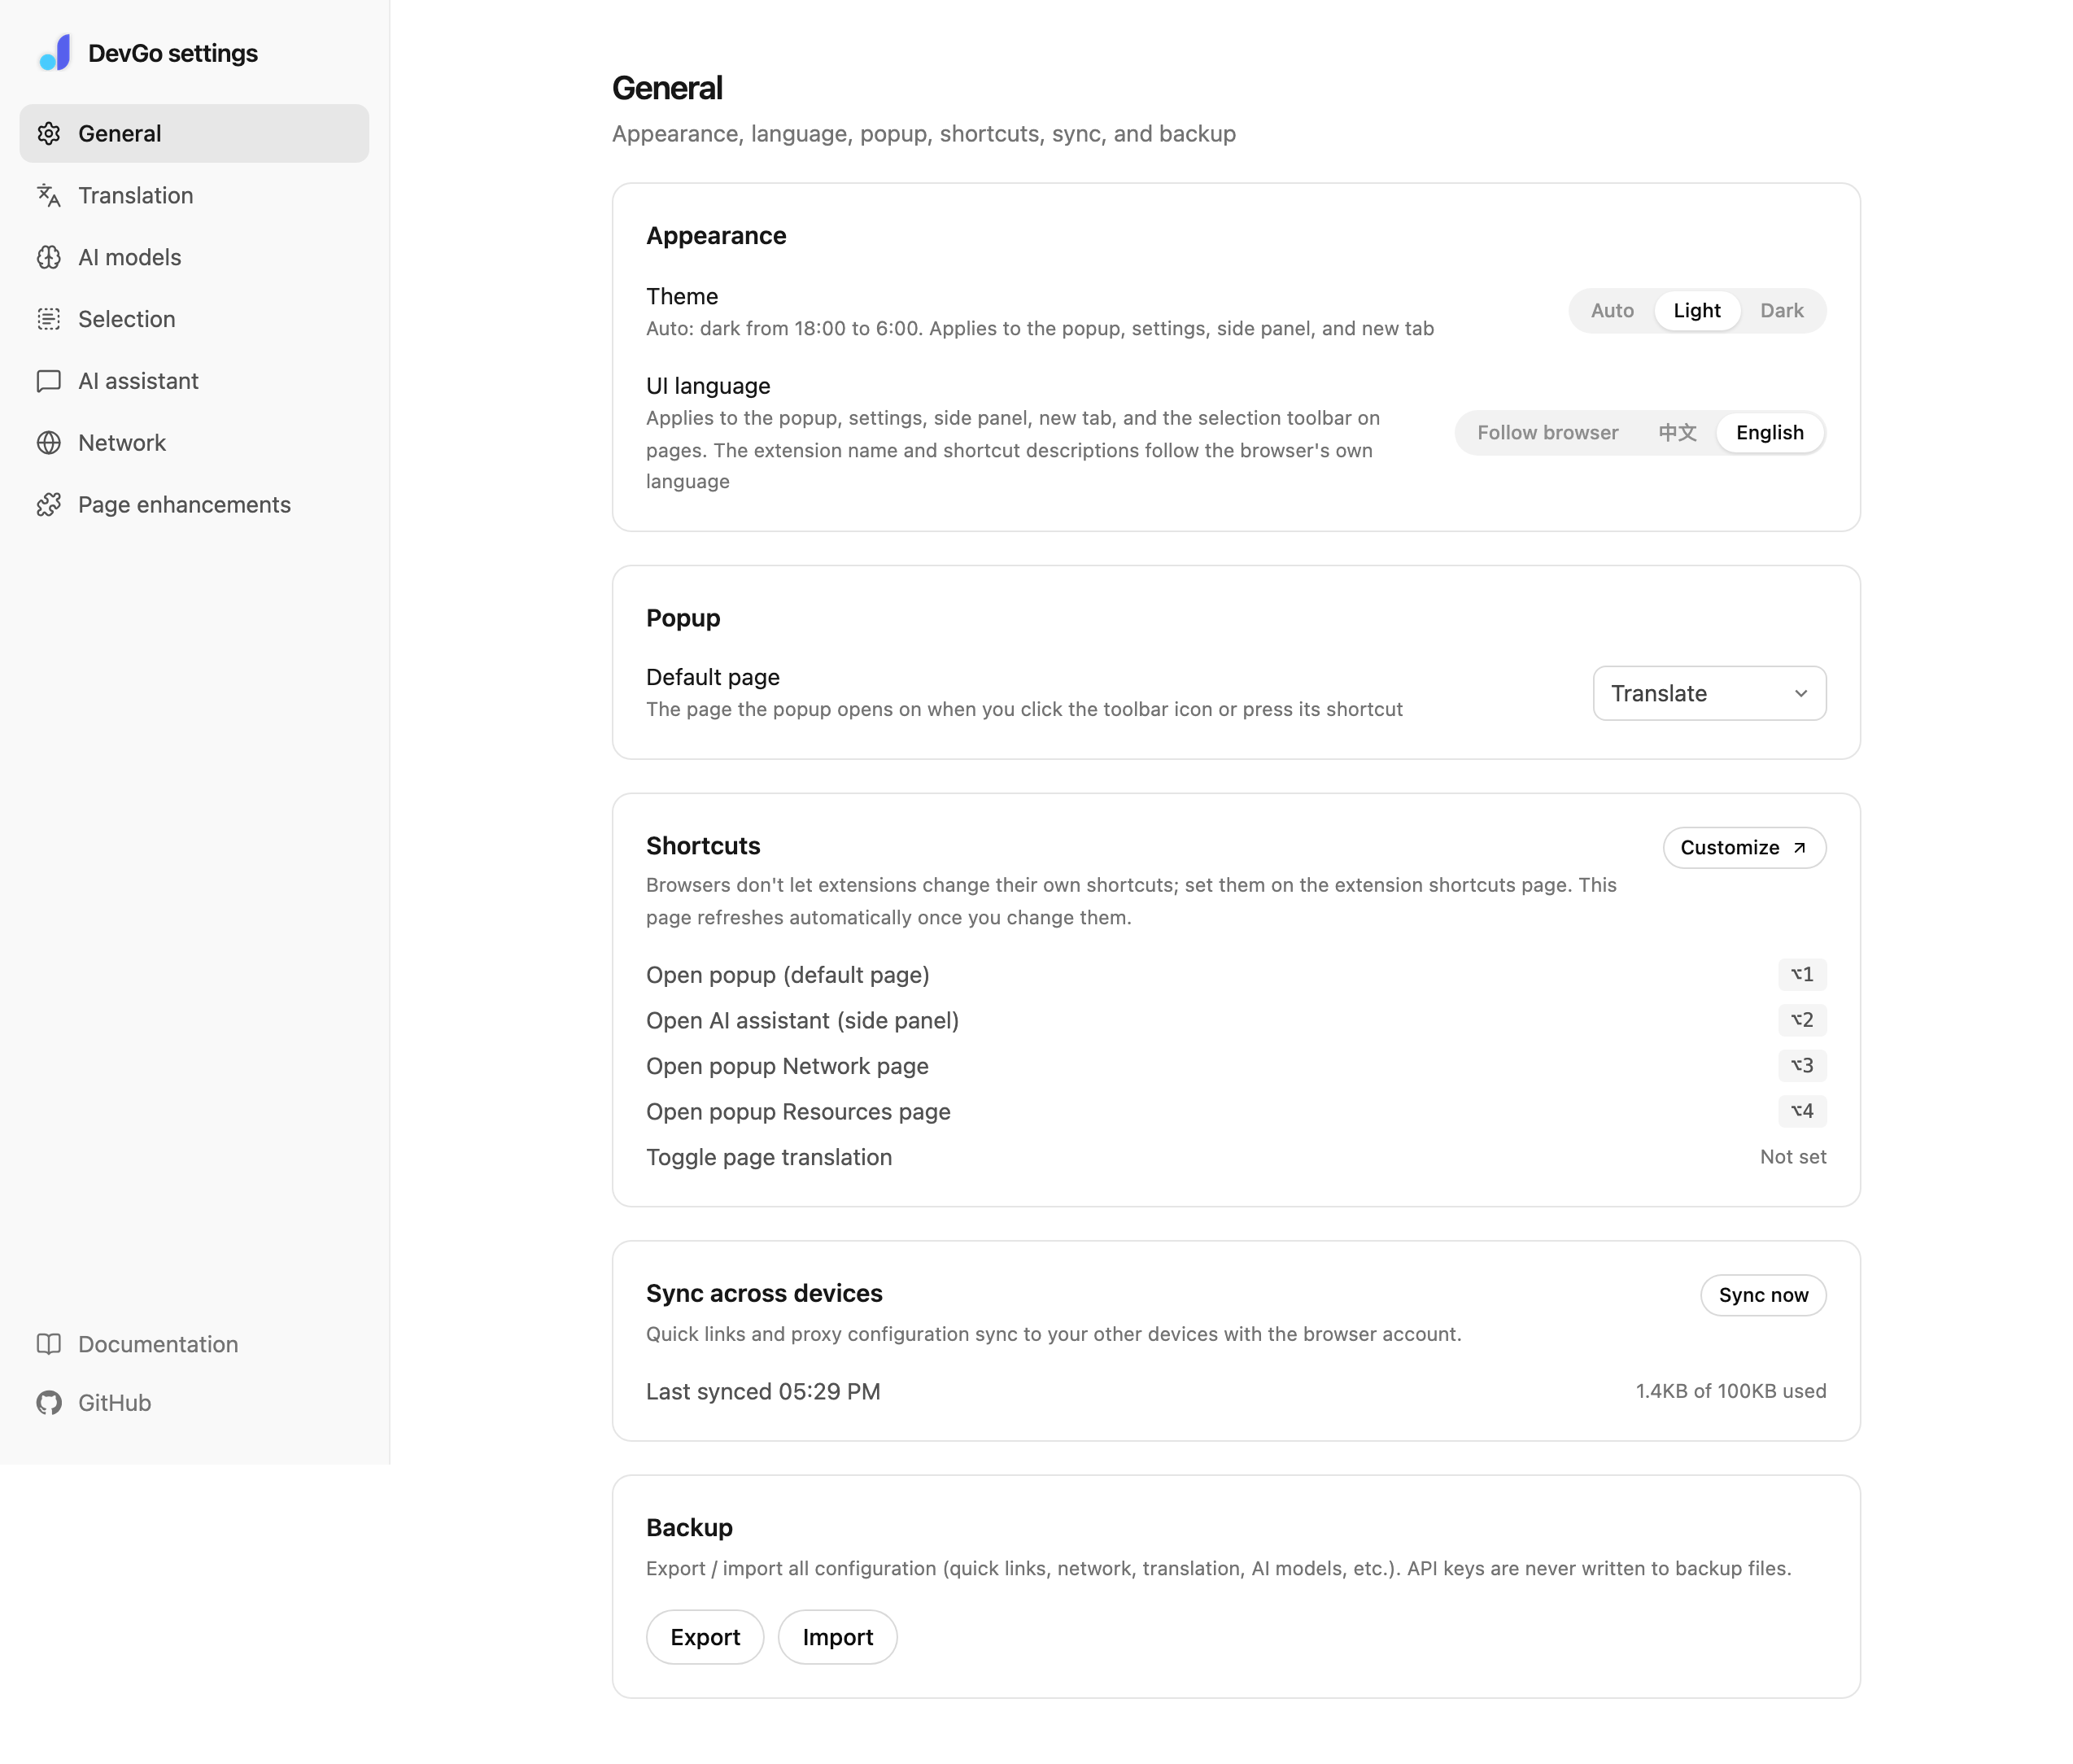 DevGo settings
General
Translation
AI models
Selection
AI assistant
Network
Page enhancements
Documentation
GitHub
General
Appearance, language, popup, shortcuts, sync, and backup
Appearance
Theme
Auto: dark from 18:00 to 6:00. Applies to the popup, settings, side panel, and new tab
Auto Light Dark
UI language
Applies to the popup, settings, side panel, new tab, and the selection toolbar on
pages. The extension name and shortcut descriptions follow the browser's own
language
Follow browser 中文 English
Popup
Default page
The page the popup opens on when you click the toolbar icon or press its shortcut
Translate
Shortcuts
Customize
Browsers don't let extensions change their own shortcuts; set them on the extension shortcuts page. This
page refreshes automatically once you change them.
Open popup (default page) ⌥1
Open AI assistant (side panel) ⌥2
Open popup Network page ⌥3
Open popup Resources page ⌥4
Toggle page translation Not set
Sync across devices
Sync now
Quick links and proxy configuration sync to your other devices with the browser account.
Last synced 05:29 PM 1.4KB of 100KB used
Backup
Export / import all configuration (quick links, network, translation, AI models, etc.). API keys are never written to backup files.
Export Import